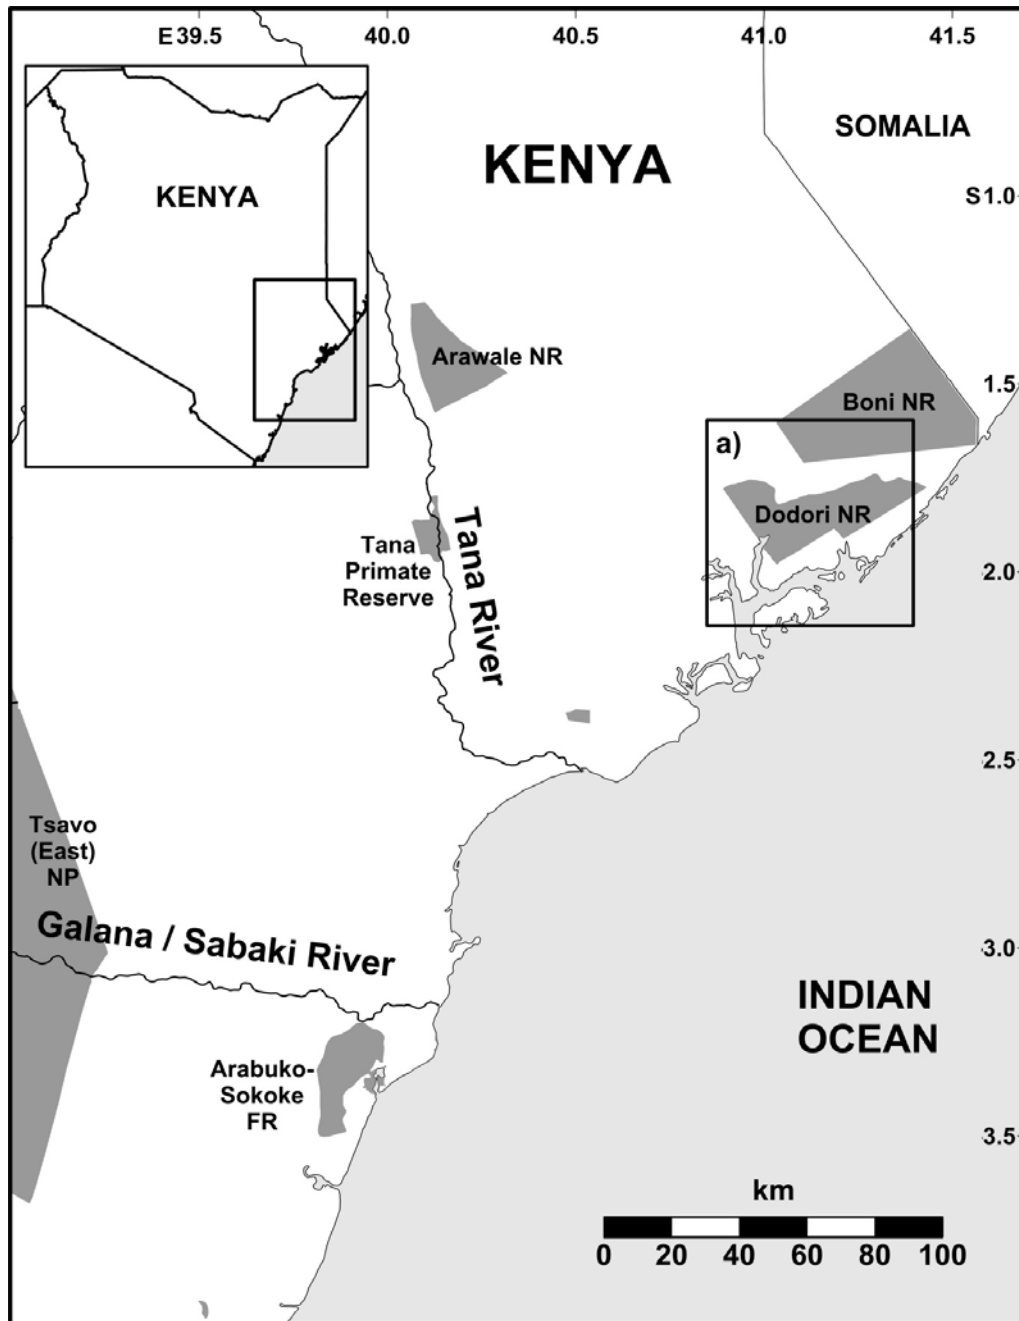 E 39.5 40.0 40.5 41.0 41.5
SOMALIA
KENYA
KENYA
S 1.0
Arawale NR
1.5
Boni NR
a)
Dodori NR
Tana
Primate
Reserve
Tana River
2.0
2.5
Tsavo
(East)
NP
Galana / Sabaki River
3.0
INDIAN
OCEAN
Arabuko-
Sokoke
FR
3.5
km
0 20 40 60 80 100